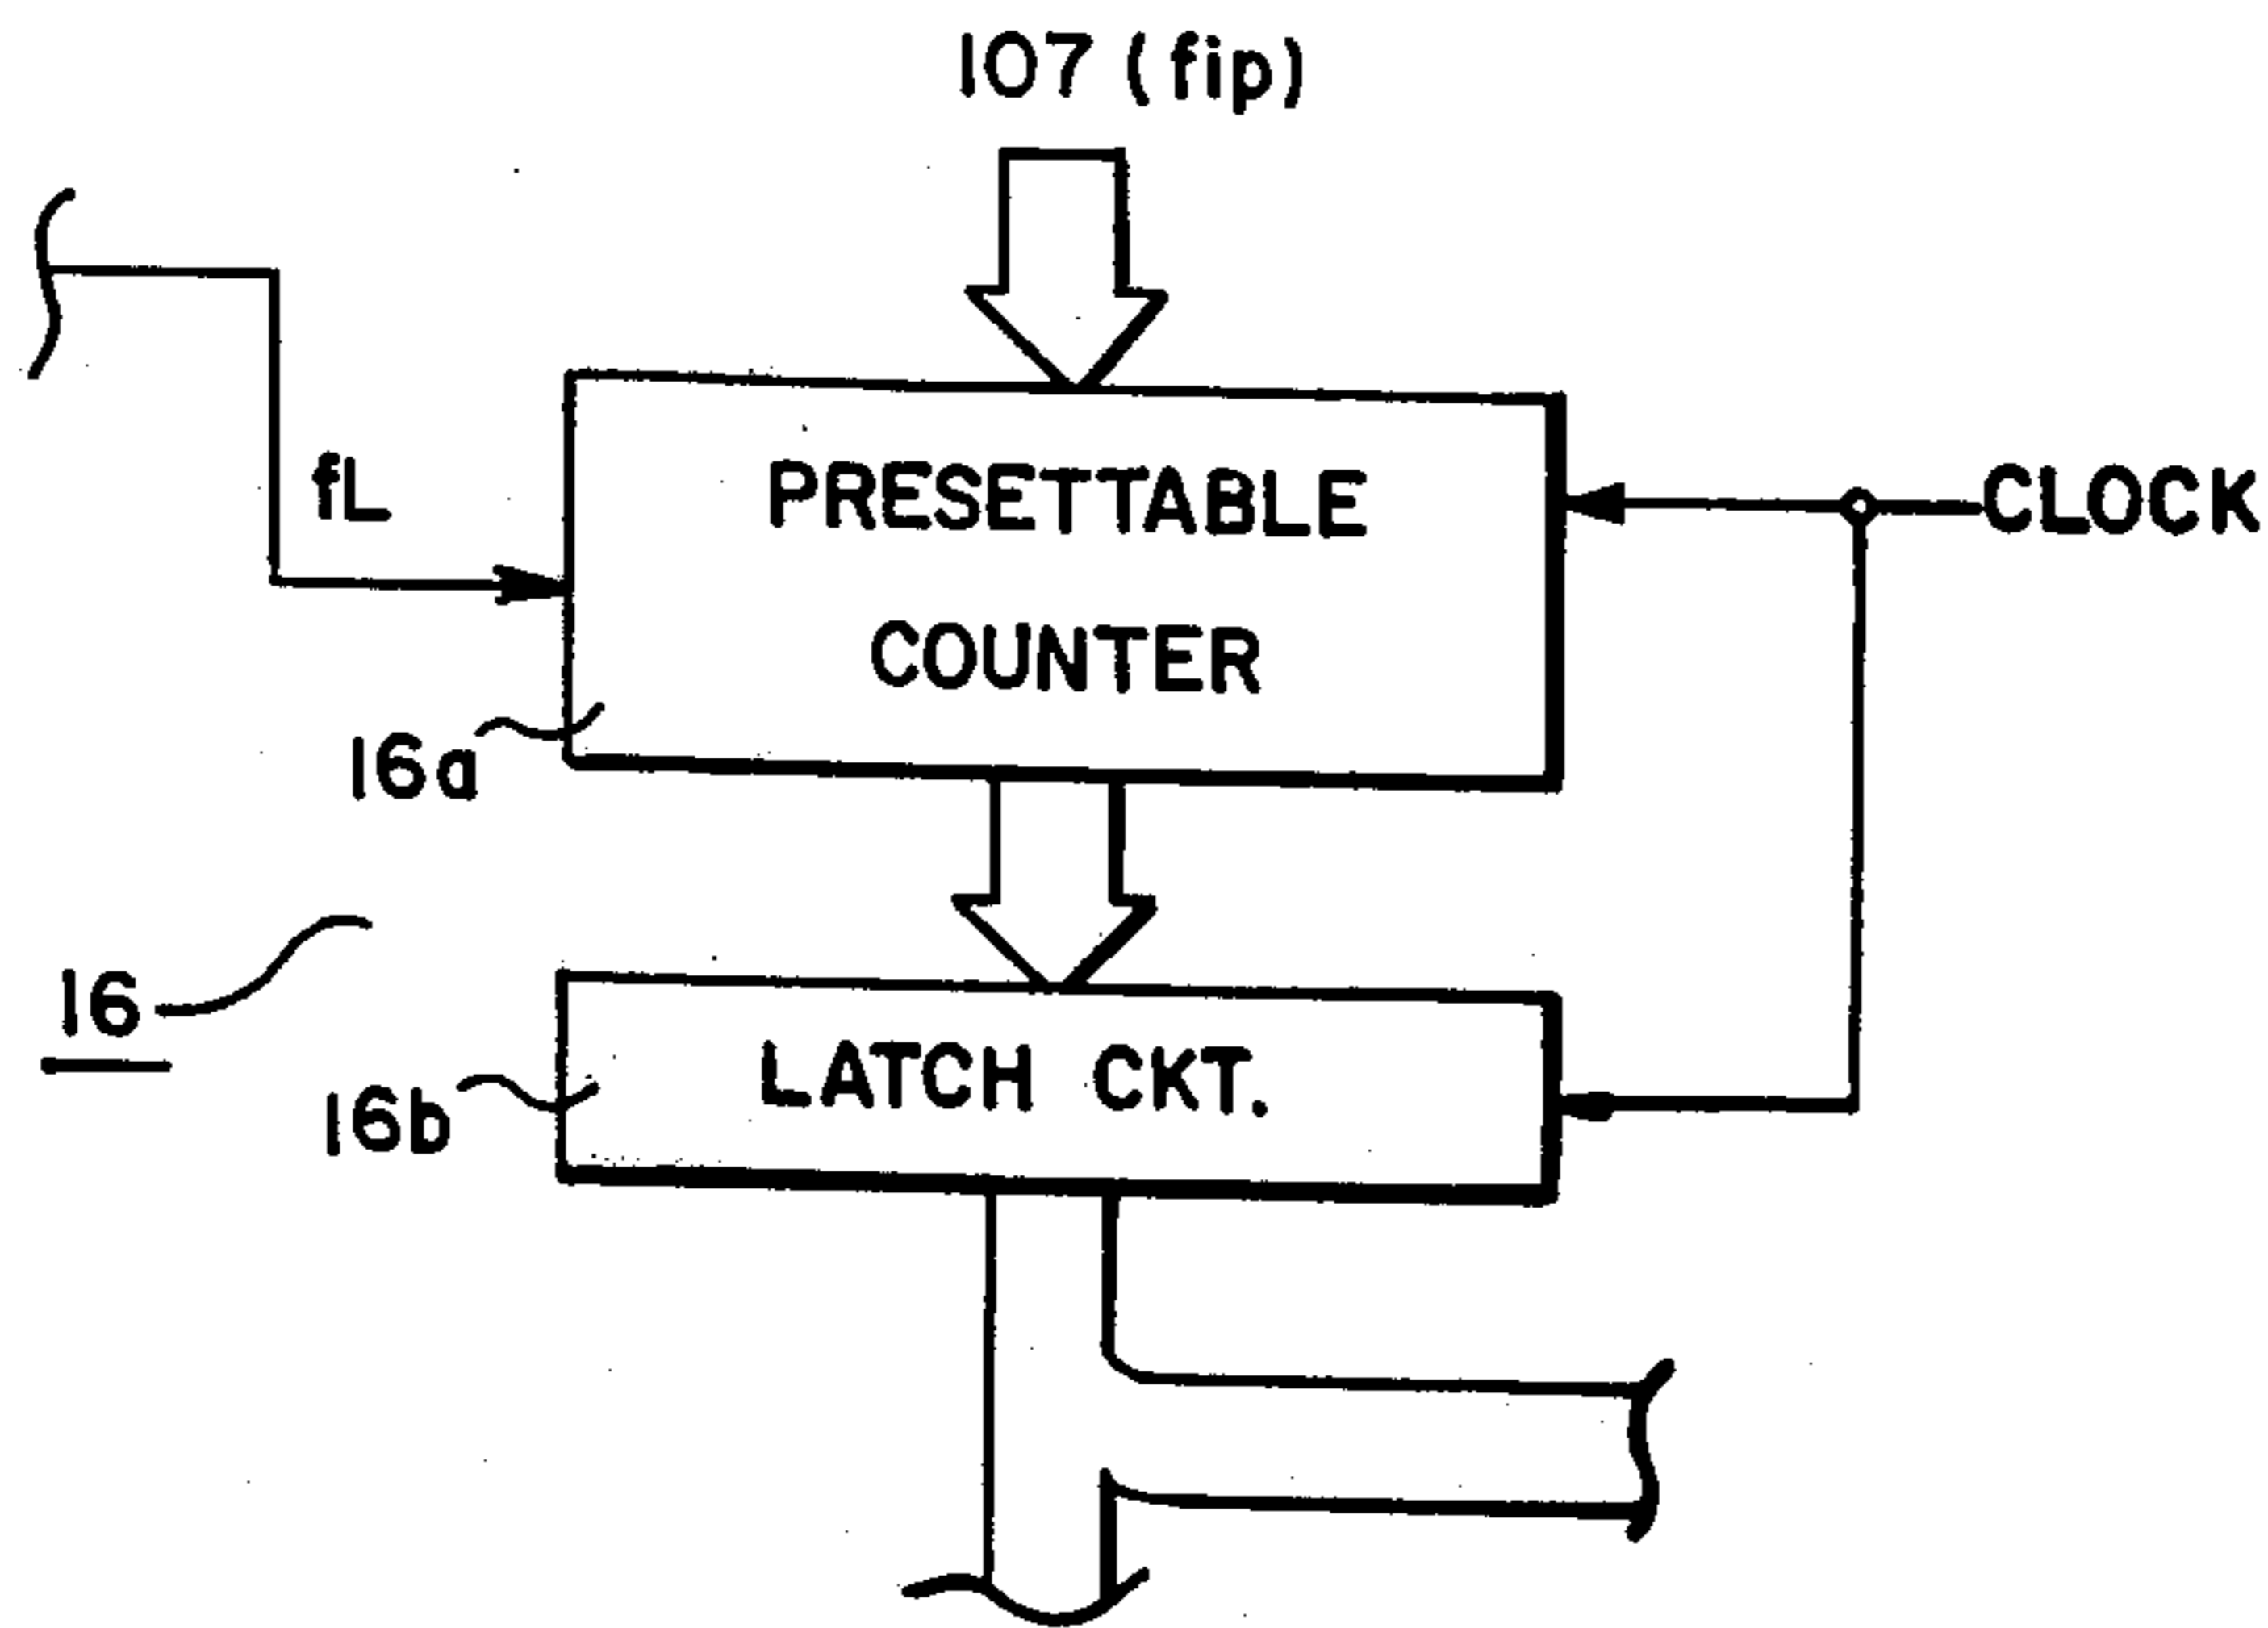 107 (fip)
fL
PRESETTABLE
COUNTER
CLOCK
16a
16
LATCH CKT.
16b